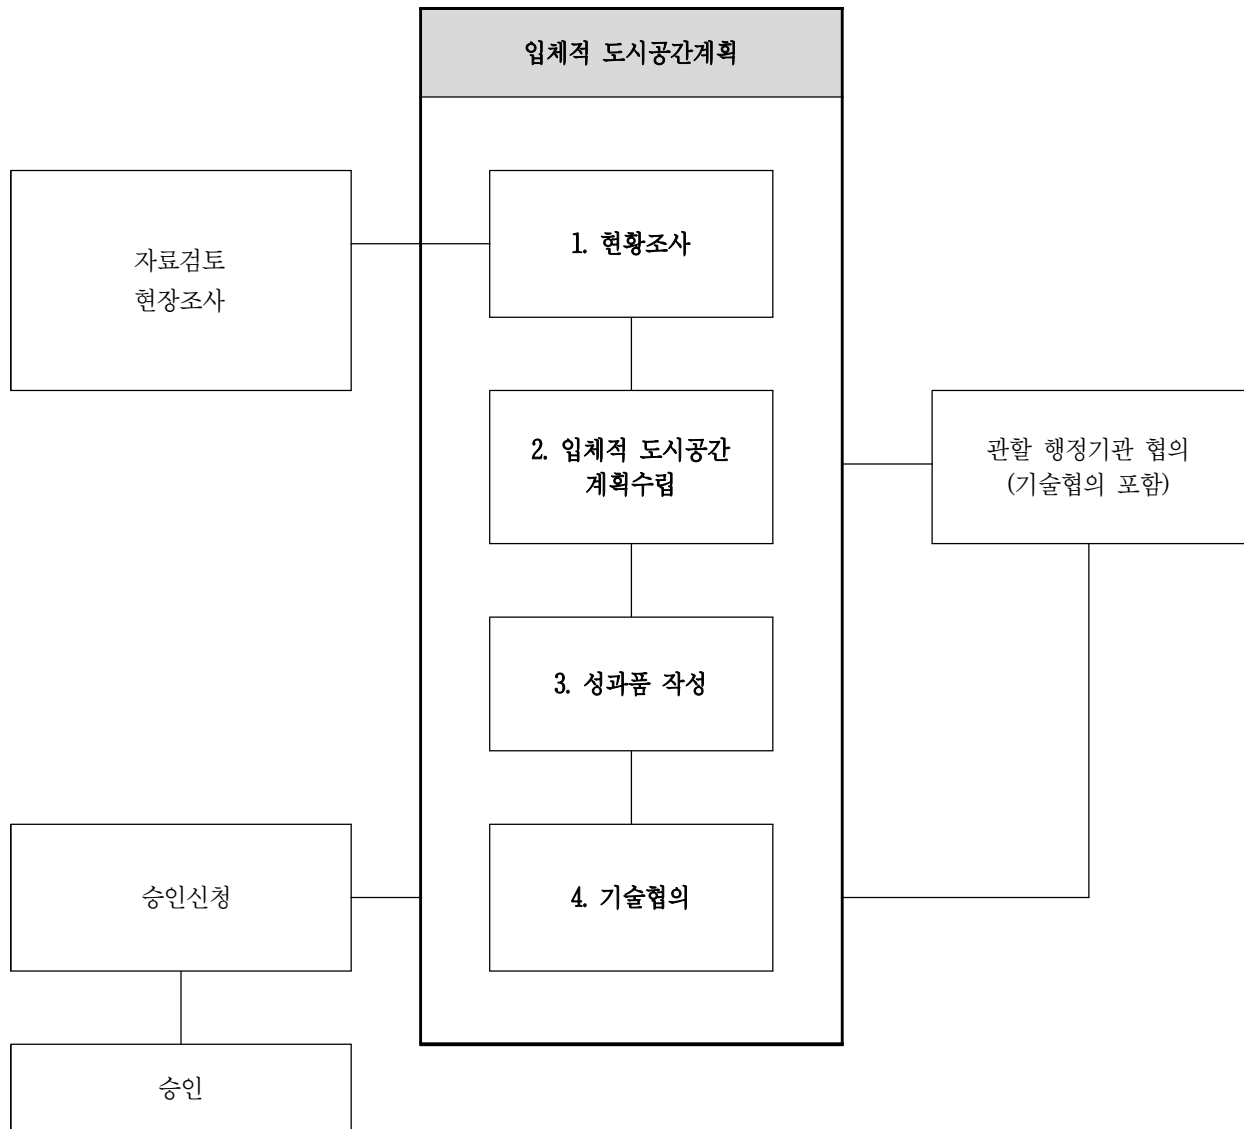 입체적 도시공간계획
자료검토
현장조사
1. 현황조사
2. 입체적 도시공간
계획수립
관할 행정기관 협의
(기술협의 포함)
3. 성과품 작성
승인신청
4. 기술협의
승인